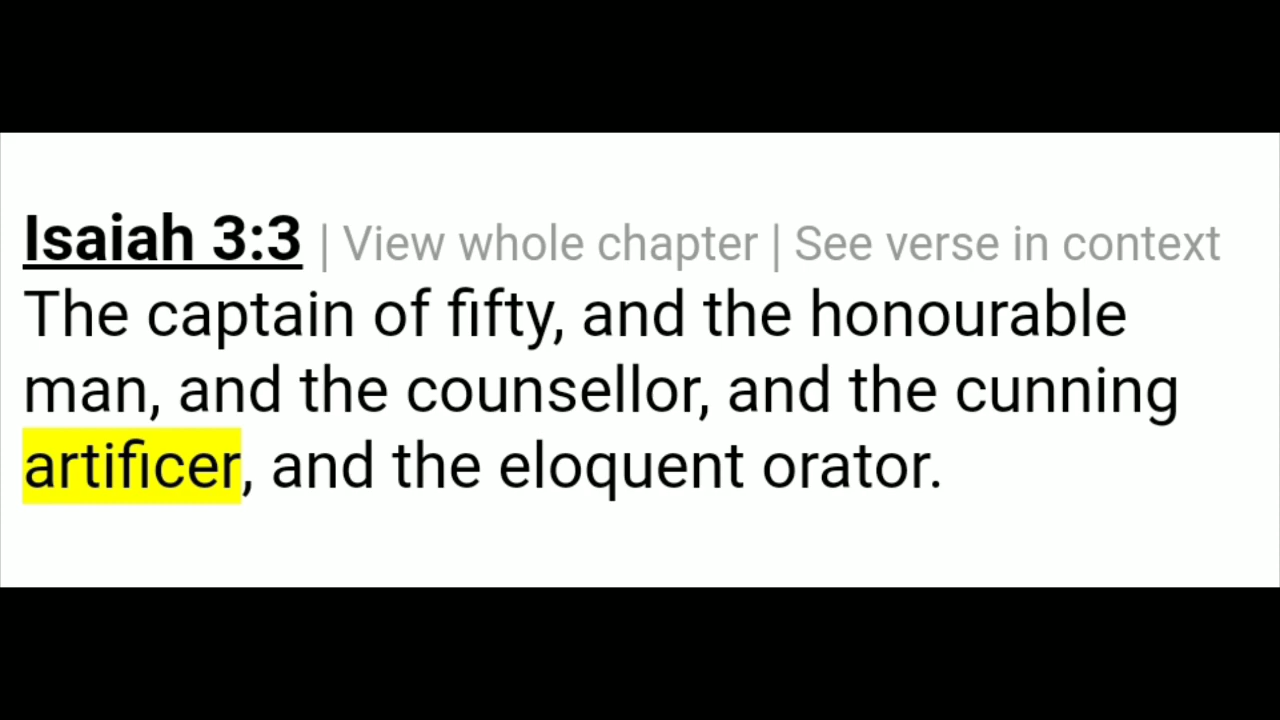 Isaiah 3:3 | View whole chapter | See verse in context
The captain of fifty, and the honourable
man, and the counsellor, and the cunning
artificer, and the eloquent orator.